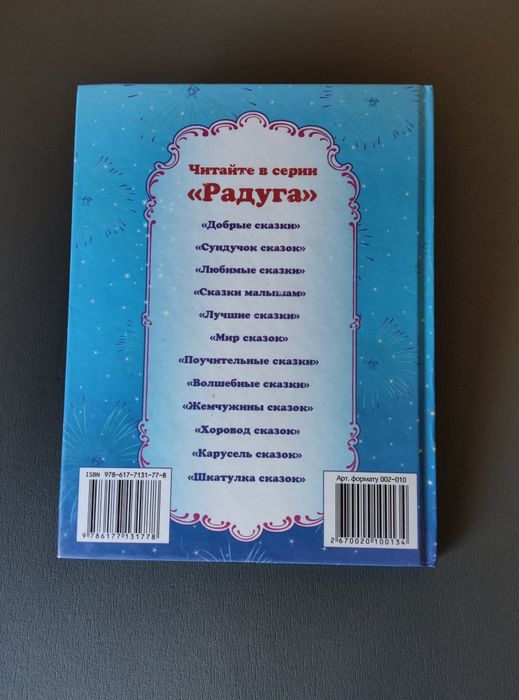 Читайте в серии
«Радуга»
«Добрые сказки»
«Сундучок сказок»
«Любимые сказки»
«Сказки малышам»
«Лучшие сказки»
«Мир сказок»
«Поучительные сказки»
«Волшебные сказки»
«Жемчужины сказок»
«Хоровод сказок»
«Карусель сказок»
«Шкатулка сказок»
ISBN 978-617-7131-77-8
9 786177 131778
Арт. формату 002-010
2 670020 100134